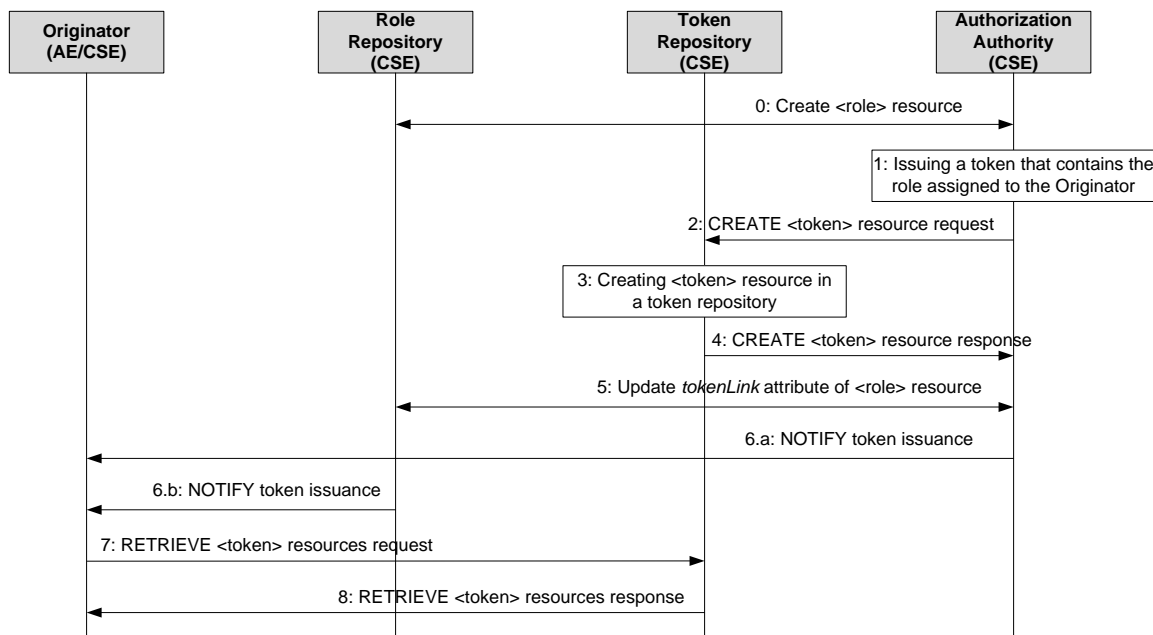 Originator
(AE/CSE)
Role
Repository
(CSE)
Token
Repository
(CSE)
Authorization
Authority
(CSE)
0: Create <role> resource
1: Issuing a token that contains the
role assigned to the Originator
2: CREATE <token> resource request
3: Creating <token> resource in
a token repository
4: CREATE <token> resource response
5: Update tokenLink attribute of <role> resource
6.a: NOTIFY token issuance
6.b: NOTIFY token issuance
7: RETRIEVE <token> resources request
8: RETRIEVE <token> resources response